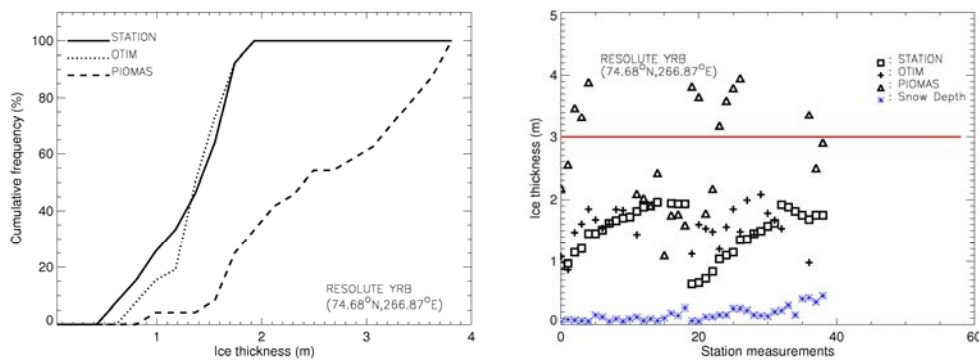 100
80
60
40
20
0
Cumulative frequency (%)
STATION
OTIM
PIOMAS
RESOLUTE YRB
(74.68°N,266.87°E)
0 1 2 3 4
Ice thickness (m)
5
4
3
2
1
0
Ice thickness (m)
RESOLUTE YRB
(74.68°N,266.87°E)
: STATION
: OTIM
: PIOMAS
: Snow Depth
0 20 40 60
Station measurements